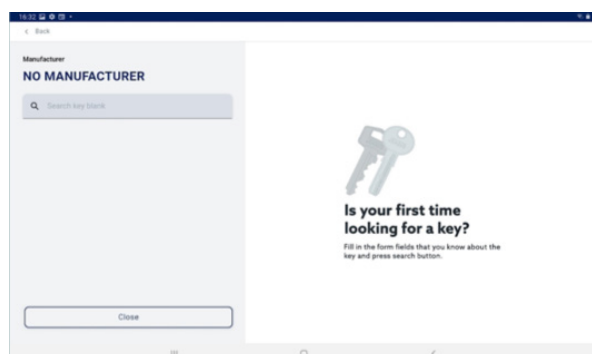 16:32
Back
Manufacturer
NO MANUFACTURER
Search key blank
Close
Is your first time
looking for a key?
Fill in the form fields that you know about the
key and press search button.